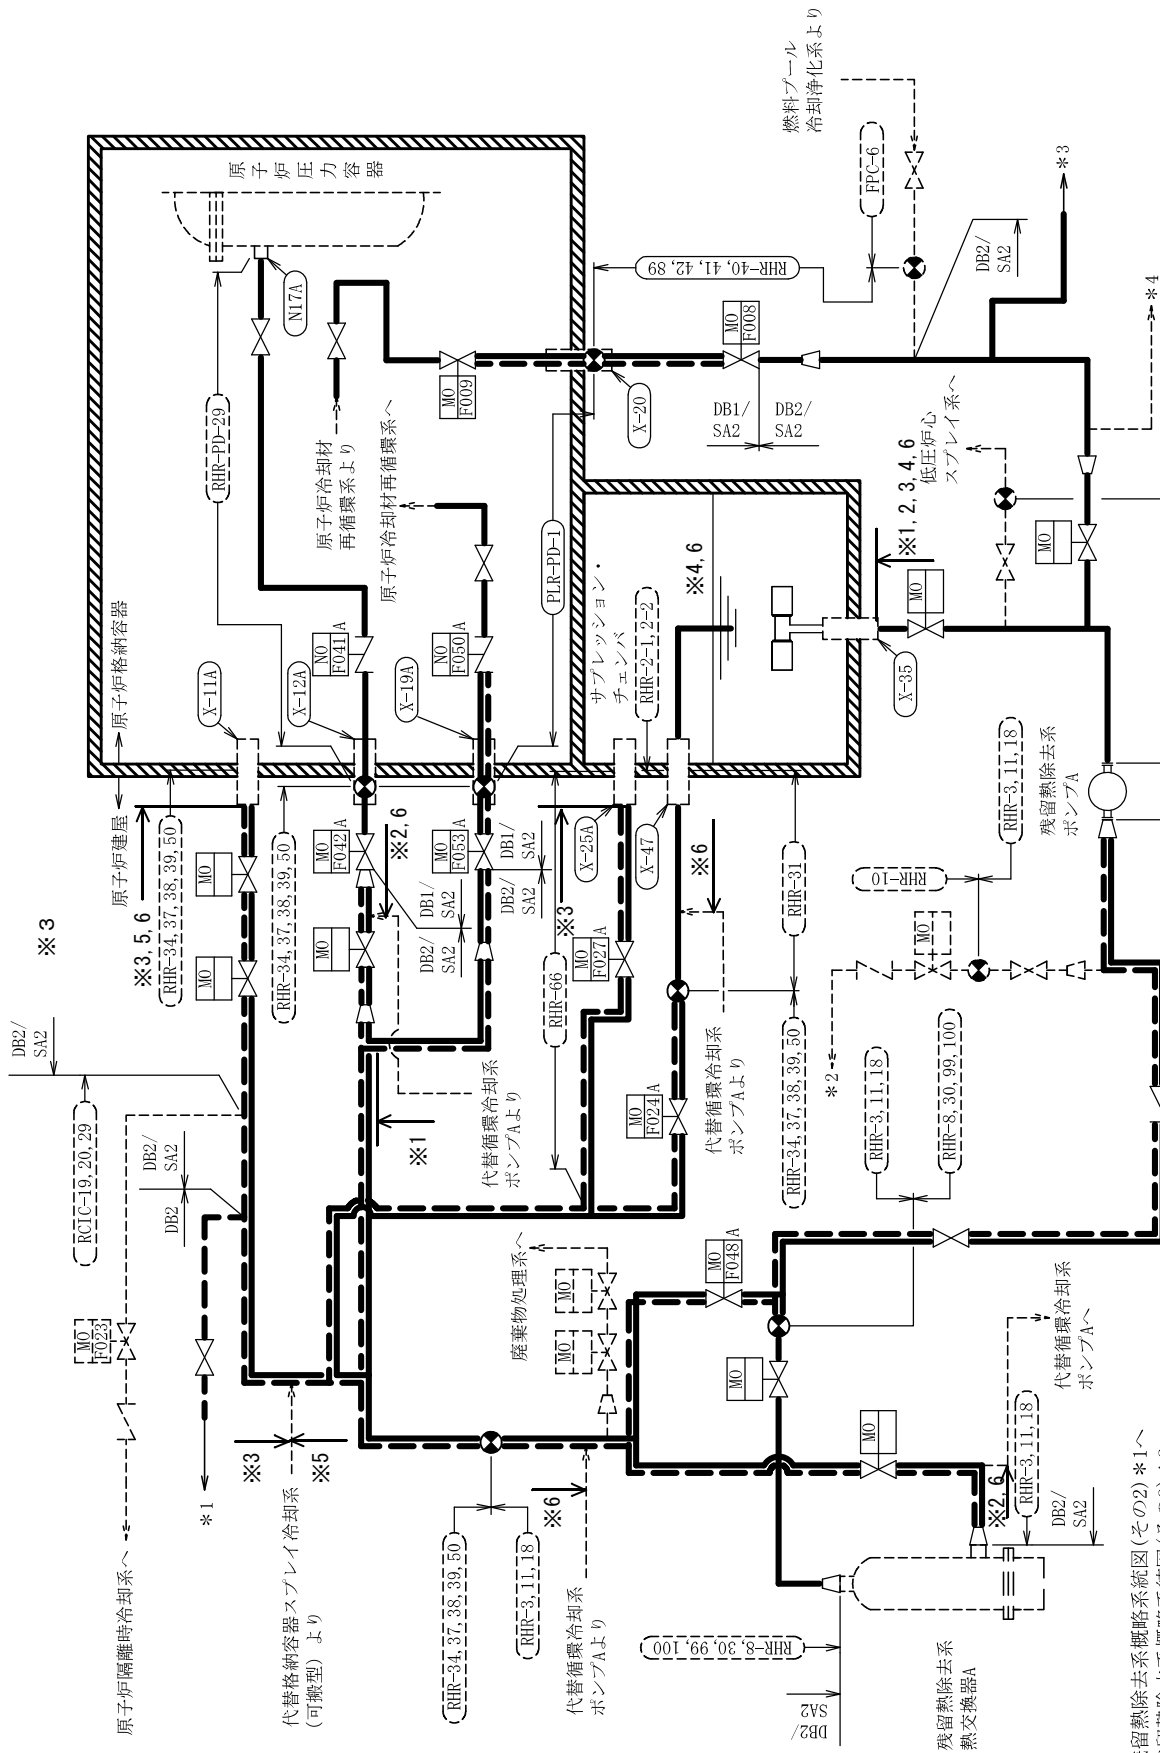 DB2/
SA2
※3
RCIC-19,20,29
DB2/
SA2
DB2
MO
F023
原子炉隔離時冷却系へ
*1
※3
※5
代替格納容器スプレイ冷却系
(可搬型) より
原子炉建屋
原子炉格納容器
※3,5,6
RHR-34,37,38,39,50
X-11A
MO
MO
RHR-34,37,38,39,50
X-12A
MO
F042
A
※2,6
MO
DB1/
SA2
DB2/
SA2
NO
F041
A
RHR-PD-29
N17A
原子炉圧力容器
原子炉冷却材
再循環系より
原子炉冷却材再循環系へ
X-19A
NO
F050
A
MO
F053
A
DB1/
SA2
DB2/
SA2
PLR-PD-1
MO
F009
X-20
MO
F008
DB1/
SA2
DB2/
SA2
RHR-40,41,42,89
FPC-6
燃料プール
冷却浄化系より
DB2/
SA2
*3
*4
※1
代替循環冷却系
ポンプAより
RHR-66
※3
X-25A
MO
F027
A
サプレッション・
チェンバ
RHR-2-1,2-2
X-47
※4,6
※6
RHR-31
RHR-34,37,38,39,50
代替循環冷却系
ポンプAより
MO
F024
A
※1,2,3,4,6
低圧炉心
スプレイ系へ
MO
X-35
MO
RHR-3,11,18
残留熱除去系
ポンプA
RHR-10
MO
*2
RHR-3,11,18
RHR-8,30,99,100
廃棄物処理系へ
MO
MO
MO
F048
A
MO
MO
代替循環冷却系
ポンプAへ
RHR-34,37,38,39,50
RHR-3,11,18
※6
代替循環冷却系
ポンプAより
※2,6
RHR-3,11,18
DB2/
SA2
RHR-8,30,99,100
DB2/
SA2
残留熱除去系
熱交換器A
残留熱除去系概略系統図(その2)*1へ